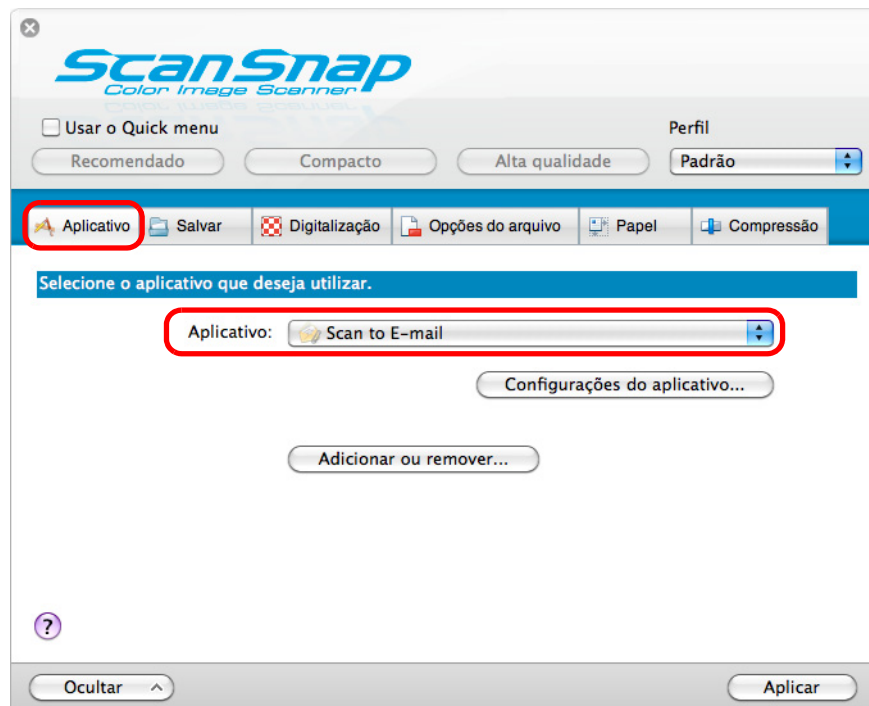 ScanSnap
Color Image Scanner
Usar o Quick menu
Perfil
Recomendado Compacto Alta qualidade Padrão
Aplicativo Salvar Digitalização Opções do arquivo Papel Compressão
Selecione o aplicativo que deseja utilizar.
Aplicativo: Scan to E-mail
Configurações do aplicativo...
Adicionar ou remover...
?
Ocultar Aplicar